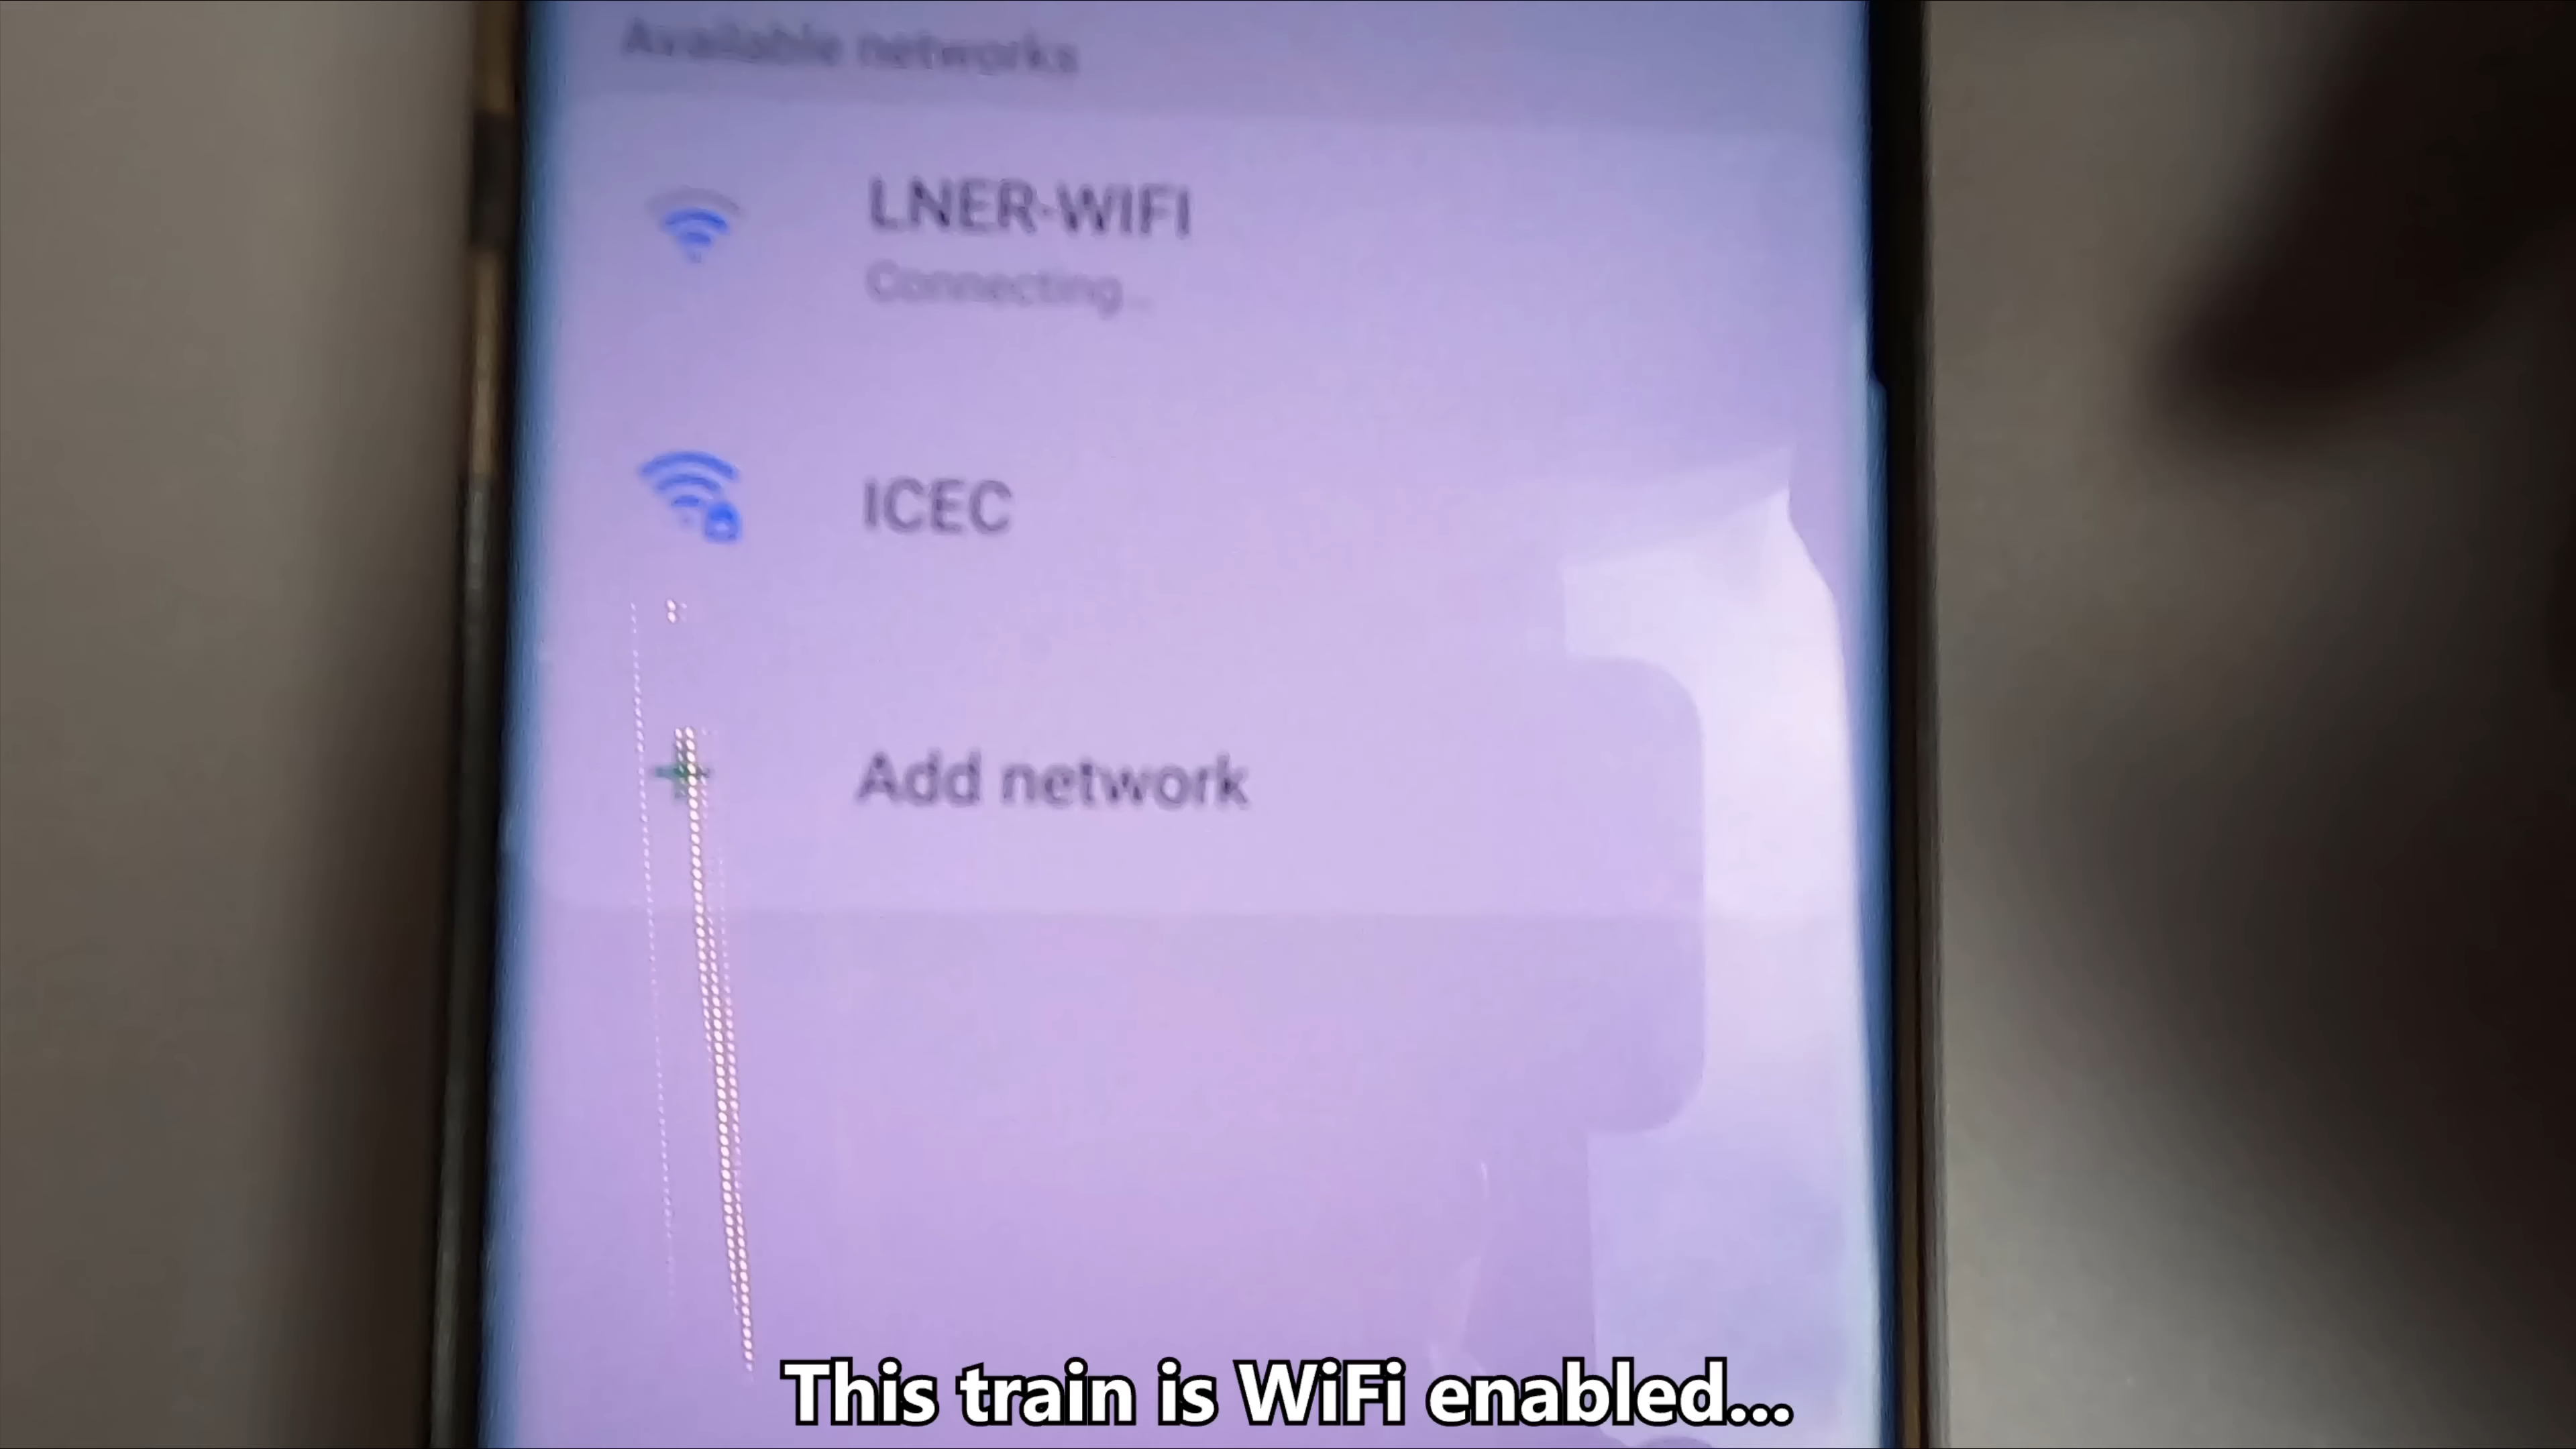 Available networks
LNER-WIFI
Connecting...
ICEC
Add network
This train is WiFi enabled...